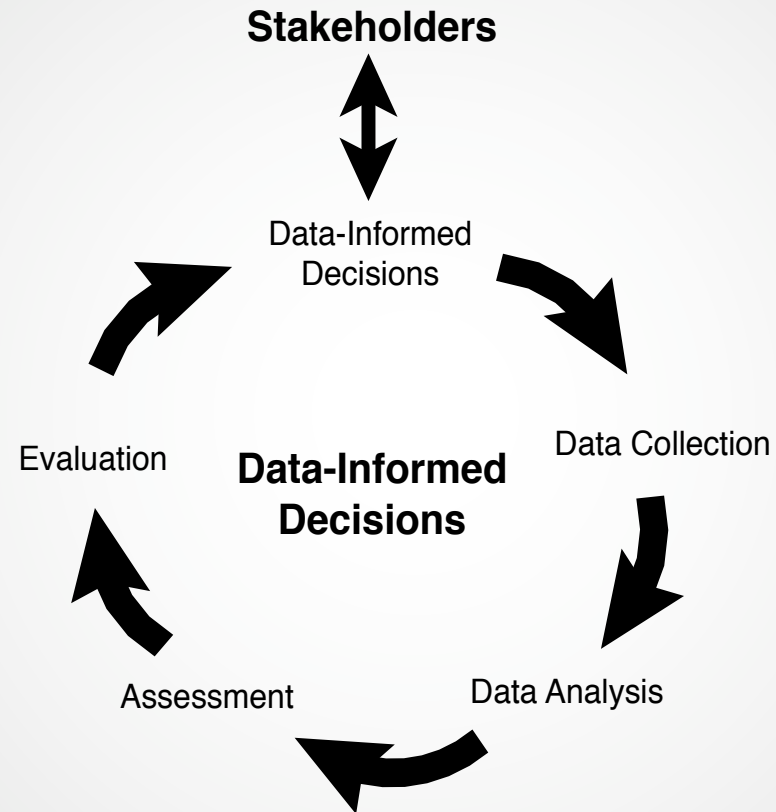 Stakeholders
Data-Informed
Decisions
Data Collection
Evaluation
Data-Informed
Decisions
Assessment
Data Analysis